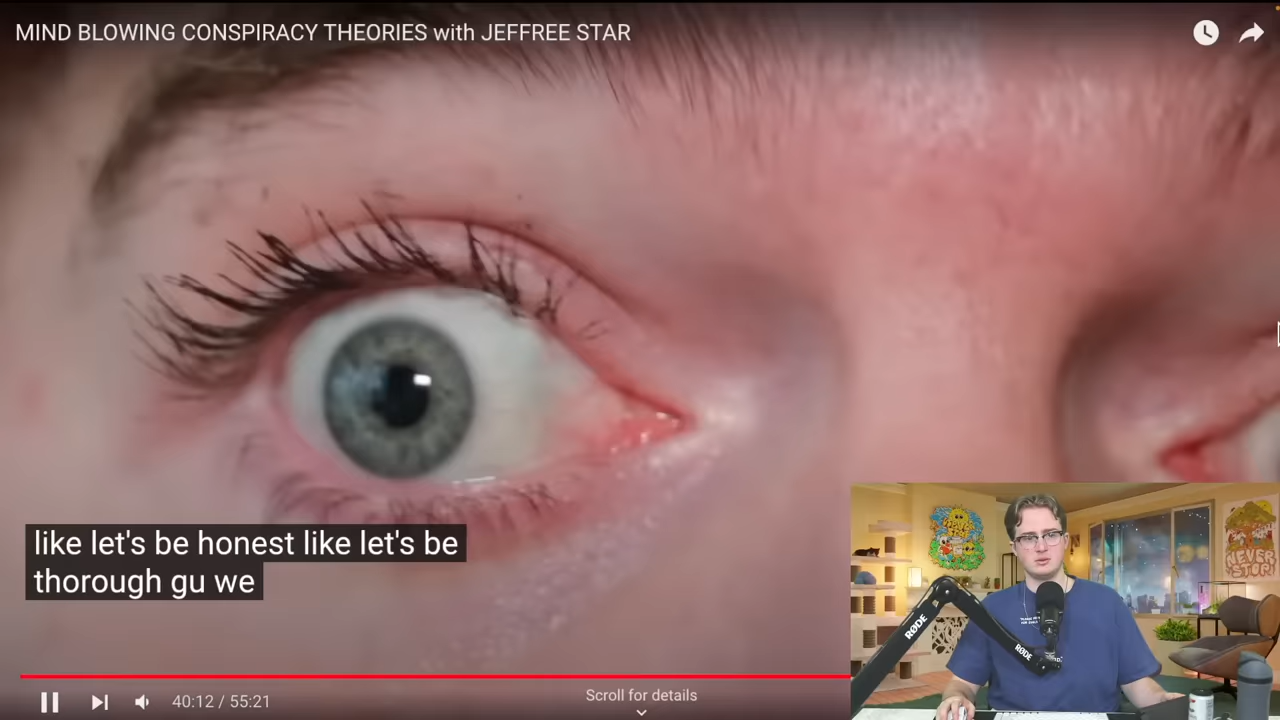 MIND BLOWING CONSPIRACY THEORIES with JEFFREE STAR
like let's be honest like let's be
thorough gu we
40:12 / 55:21
Scroll for details
RØDE
RØDE
NEVER
STOP!